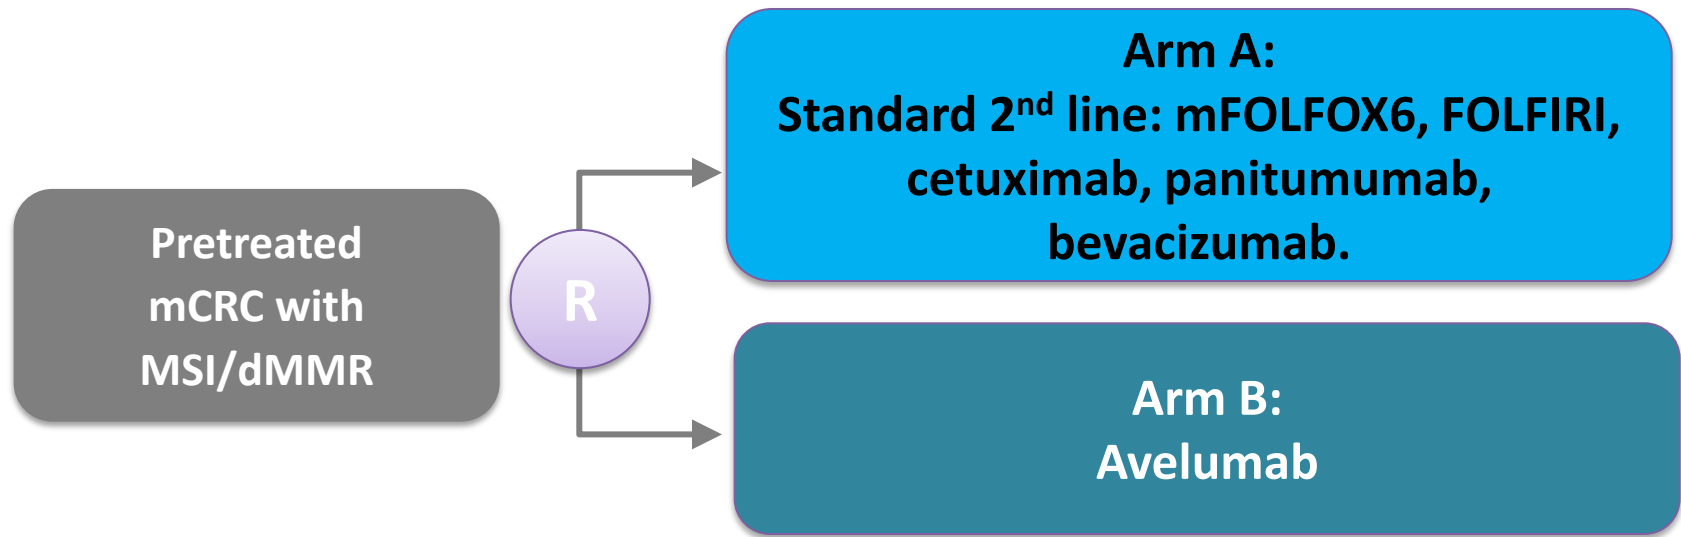 Pretreated
mCRC with
MSI/dMMR
R
Arm A:
Standard 2nd line: mFOLFOX6, FOLFIRI,
cetuximab, panitumumab,
bevacizumab.
Arm B:
Avelumab